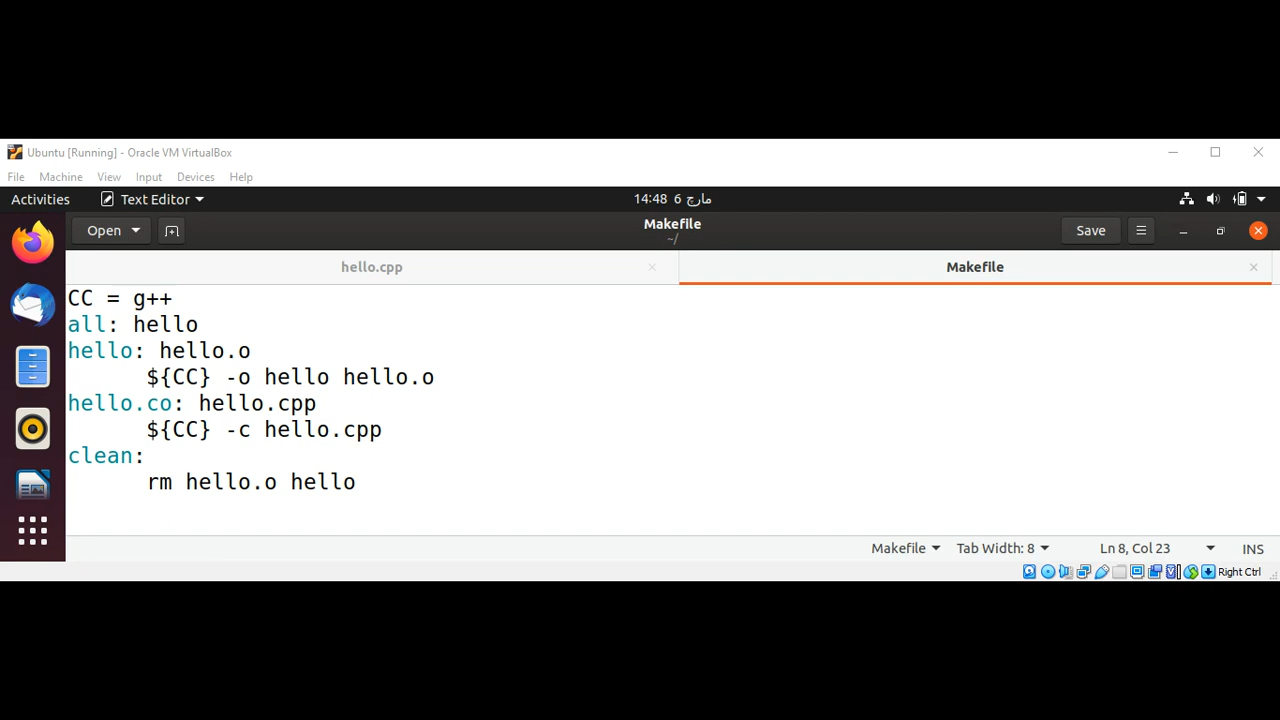 Ubuntu [Running] - Oracle VM VirtualBox
File Machine View Input Devices Help
Activities Text Editor 14:48 6 مارچ
Open Makefile Save
~/
hello.cpp Makefile
CC = g++
all: hello
hello: hello.o
${CC} -o hello hello.o
hello.co: hello.cpp
${CC} -c hello.cpp
clean:
rm hello.o hello
Makefile Tab Width: 8 Ln 8, Col 23 INS
Right Ctrl